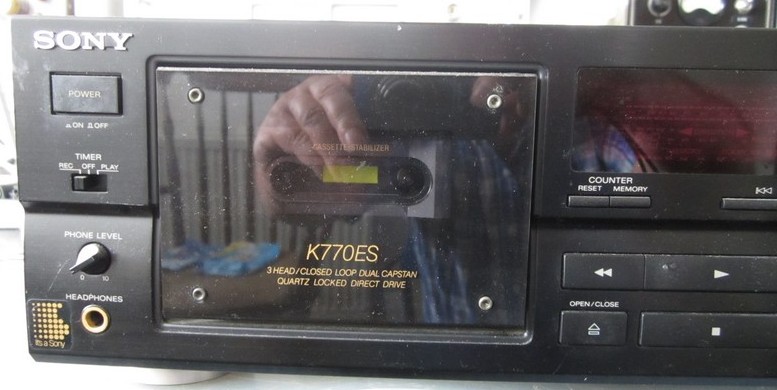 SONY
POWER
ON OFF
TIMER
REC OFF PLAY
PHONE LEVEL
0 10
HEADPHONES
It's a Sony
CASSETTE STABILIZER
K770ES
3 HEAD/CLOSED LOOP DUAL CAPSTAN
QUARTZ LOCKED DIRECT DRIVE
COUNTER
RESET MEMORY
OPEN/CLOSE